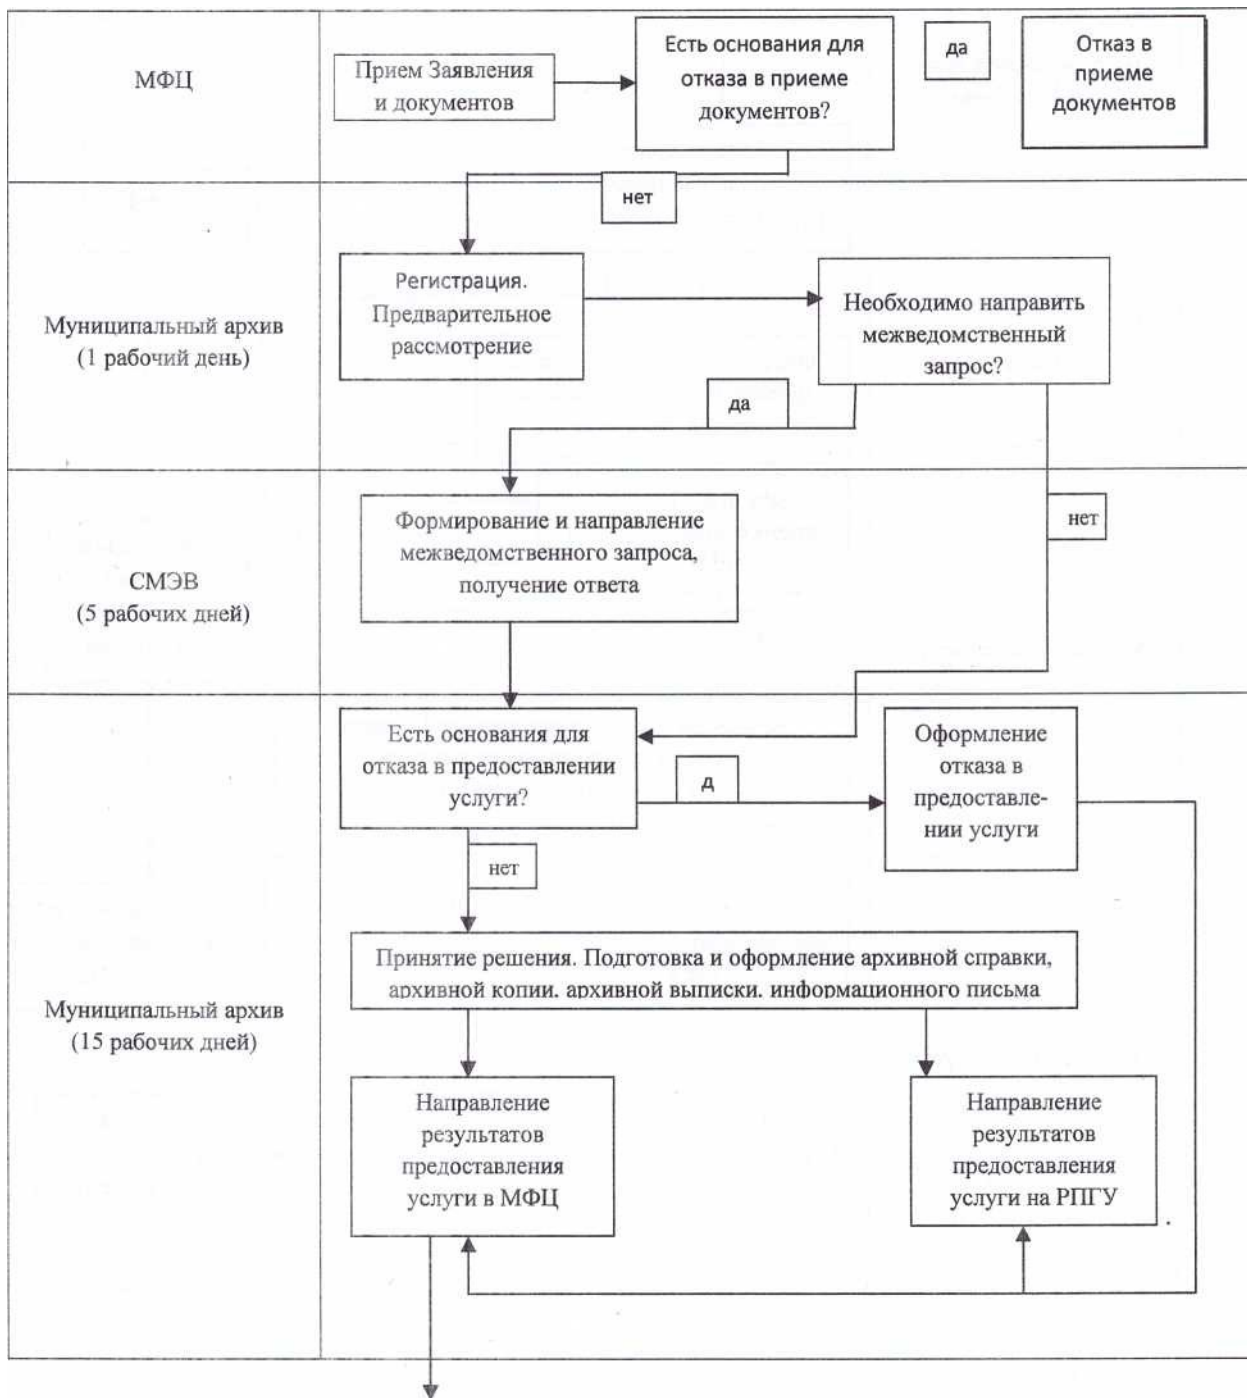 МФЦ
Прием Заявления
и документов
Есть основания для
отказа в приеме
документов?
да
Отказ в
приеме
документов
нет
Муниципальный архив
(1 рабочий день)
Регистрация.
Предварительное
рассмотрение
Необходимо направить
межведомственный
запрос?
да
нет
СМЭВ
(5 рабочих дней)
Формирование и направление
межведомственного запроса,
получение ответа
Муниципальный архив
(15 рабочих дней)
Есть основания для
отказа в предоставлении
услуги?
д
Оформление
отказа в
предоставле-
нии услуги
нет
Принятие решения. Подготовка и оформление архивной справки,
архивной копии, архивной выписки, информационного письма
Направление
результатов
предоставления
услуги в МФЦ
Направление
результатов
предоставления
услуги на РПГУ